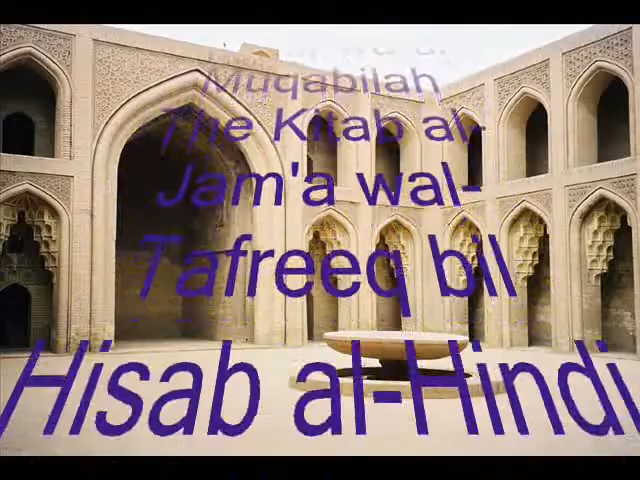 Muqabilah
The Kitab al-
Jam'a wal-
Tafreeq bil
Hisab al-Hindi